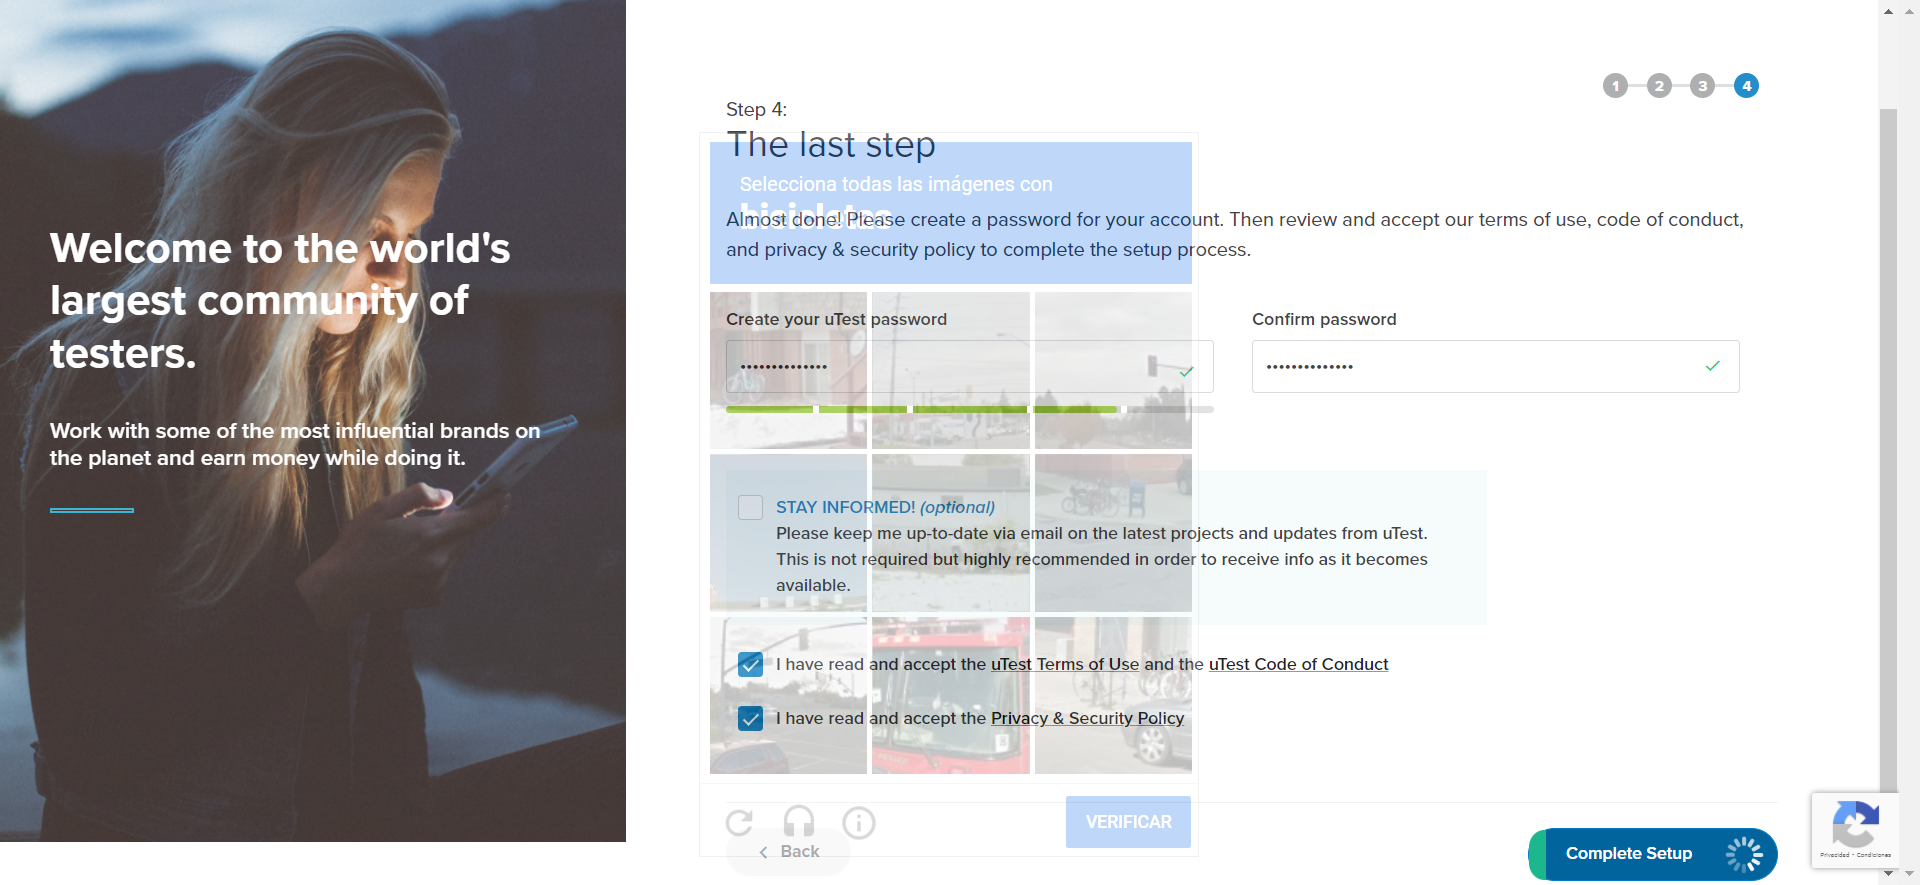 Welcome to the world's
largest community of
testers.
Work with some of the most influential brands on
the planet and earn money while doing it.
1 2 3 4
Step 4:
The last step
Selecciona todas las imágenes con
bicicletas
Almost done! Please create a password for your account. Then review and accept our terms of use, code of conduct,
and privacy & security policy to complete the setup process.
Create your uTest password
Confirm password
STAY INFORMED! (optional)
Please keep me up-to-date via email on the latest projects and updates from uTest.
This is not required but highly recommended in order to receive info as it becomes
available.
I have read and accept the uTest Terms of Use and the uTest Code of Conduct
I have read and accept the Privacy & Security Policy
VERIFICAR
Back
Complete Setup
Privacidad - Condiciones